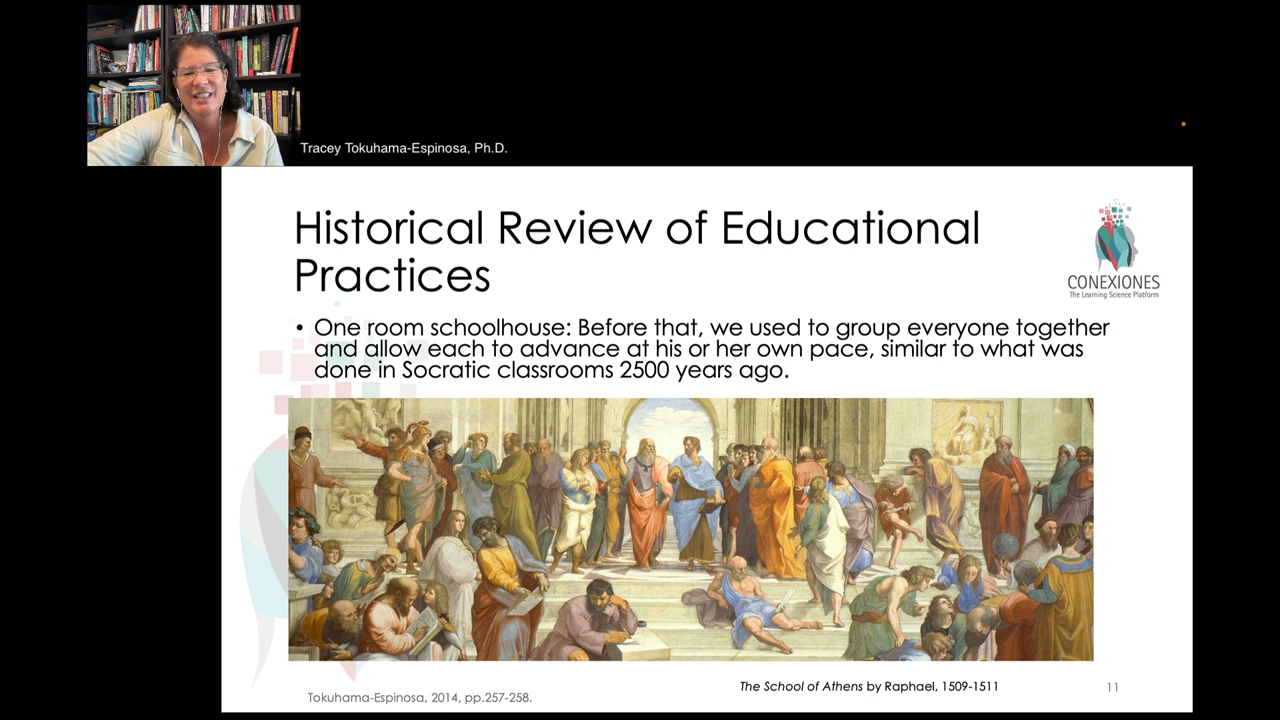 Tracey Tokuhama-Espinosa, Ph.D.
Historical Review of Educational
Practices
CONEXIONES
The Learning Science Platform
• One room schoolhouse: Before that, we used to group everyone together
and allow each to advance at his or her own pace, similar to what was
done in Socratic classrooms 2500 years ago.
The School of Athens by Raphael, 1509-1511
11
Tokuhama-Espinosa, 2014, pp.257-258.